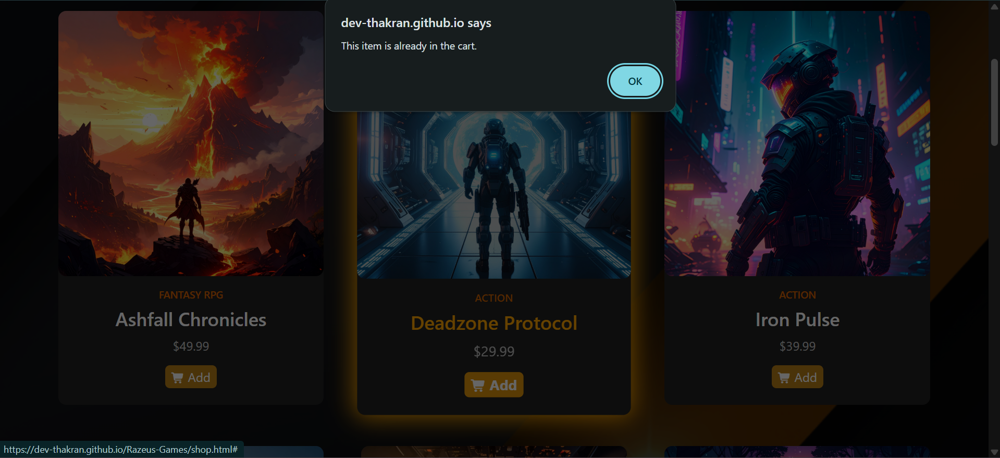 dev-thakran.github.io says
This item is already in the cart.
OK
FANTASY RPG
Ashfall Chronicles
$49.99
Add
ACTION
Deadzone Protocol
$29.99
Add
ACTION
Iron Pulse
$39.99
Add
https://dev-thakran.github.io/Razeus-Games/shop.html#